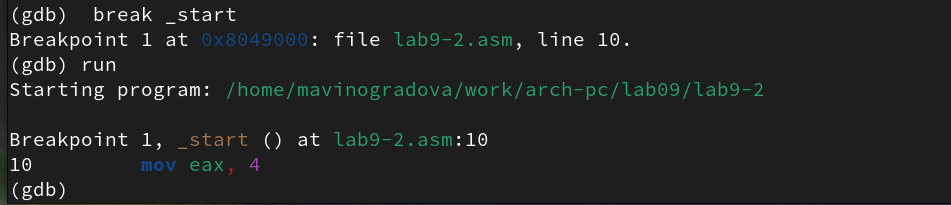 (gdb)  break _start
Breakpoint 1 at 0x8049000: file lab9-2.asm, line 10.
(gdb) run
Starting program: /home/mavinogradova/work/arch-pc/lab09/lab9-2
Breakpoint 1, _start () at lab9-2.asm:10
10         mov eax, 4
(gdb)